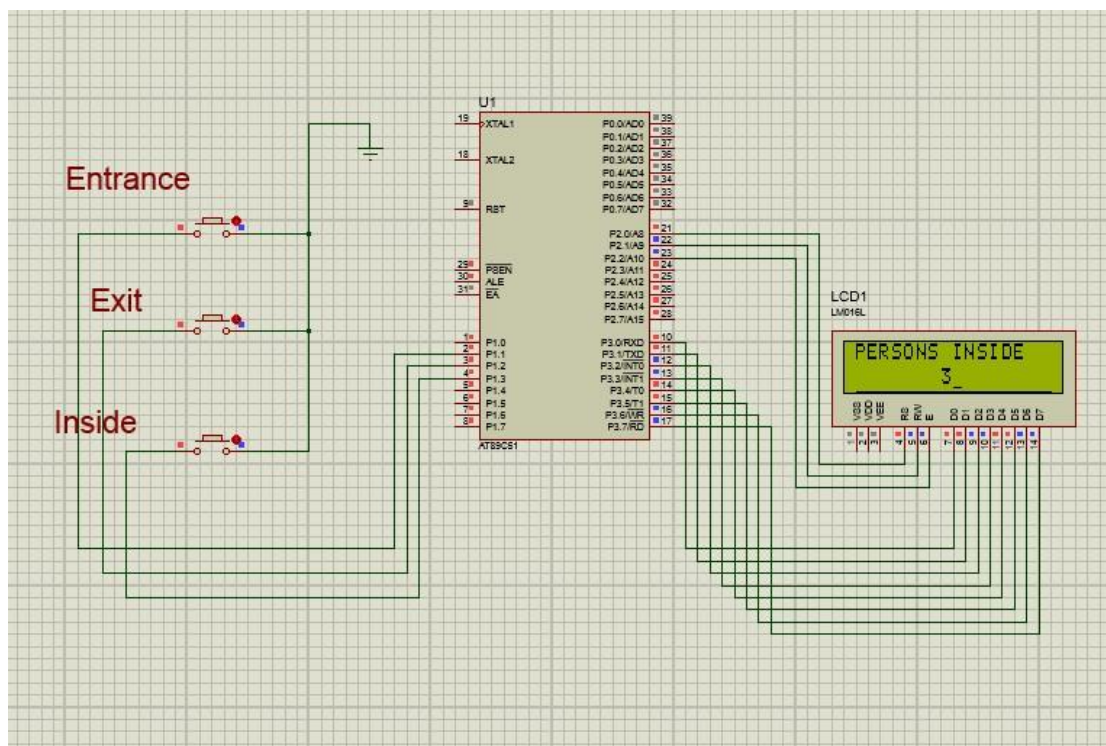 Entrance
Exit
Inside
U1
19
XTAL1
18
XTAL2
9
RST
29
PSEN
30
ALE
31
EA
1
P1.0
2
P1.1
3
P1.2
4
P1.3
5
P1.4
6
P1.5
7
P1.6
8
P1.7
P0.0/AD0
39
P0.1/AD1
38
P0.2/AD2
37
P0.3/AD3
36
P0.4/AD4
35
P0.5/AD5
34
P0.6/AD6
33
P0.7/AD7
32
P2.0/A8
21
P2.1/A9
22
P2.2/A10
23
P2.3/A11
24
P2.4/A12
25
P2.5/A13
26
P2.6/A14
27
P2.7/A15
28
P3.0/RXD
10
P3.1/TXD
11
P3.2/INT0
12
P3.3/INT1
13
P3.4/T0
14
P3.5/T1
15
P3.6/WR
16
P3.7/RD
17
AT89C51
LCD1
LM016L
PERSONS INSIDE
3_
VSS
VDD
VEE
RS
RW
E
D0
D1
D2
D3
D4
D5
D6
D7
1
2
3
4
5
6
7
8
9
10
11
12
13
14